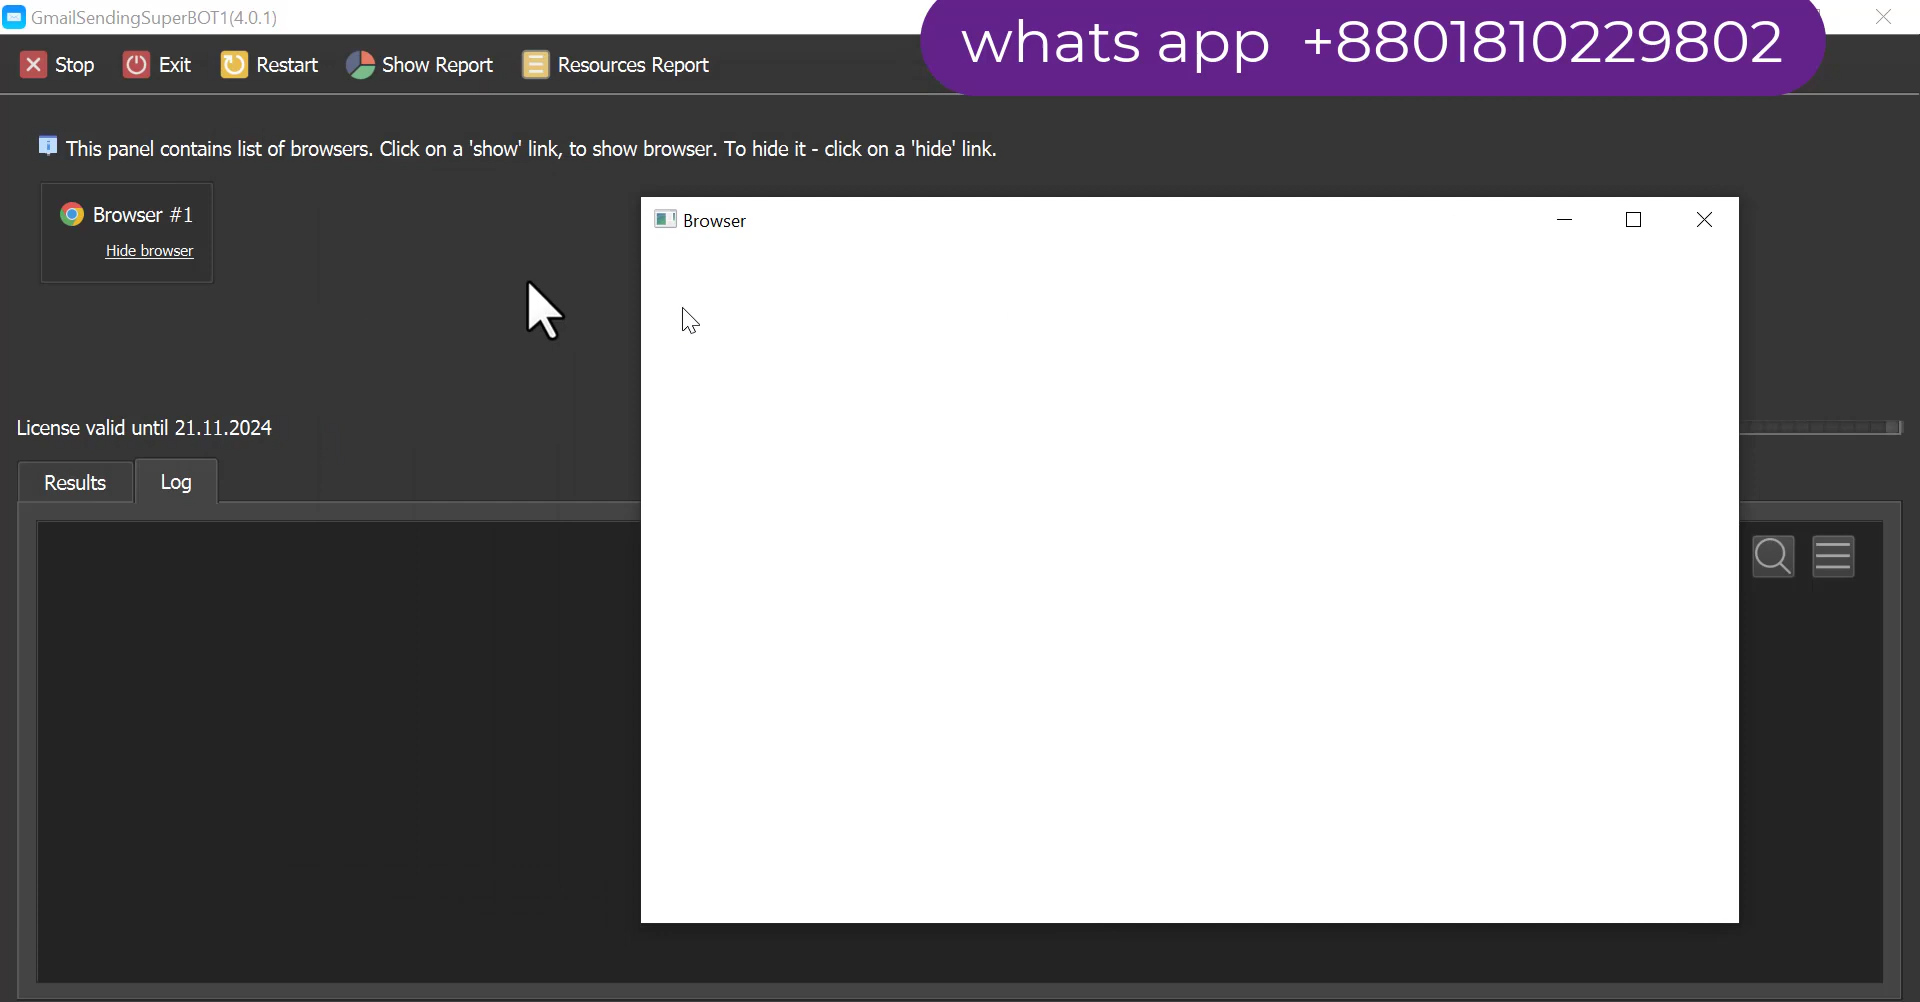 GmailSendingSuperBOT1(4.0.1)
whats app +8801810229802
Stop Exit Restart Show Report Resources Report
This panel contains list of browsers. Click on a 'show' link, to show browser. To hide it - click on a 'hide' link.
Browser #1
Hide browser
Browser
License valid until 21.11.2024
Results Log